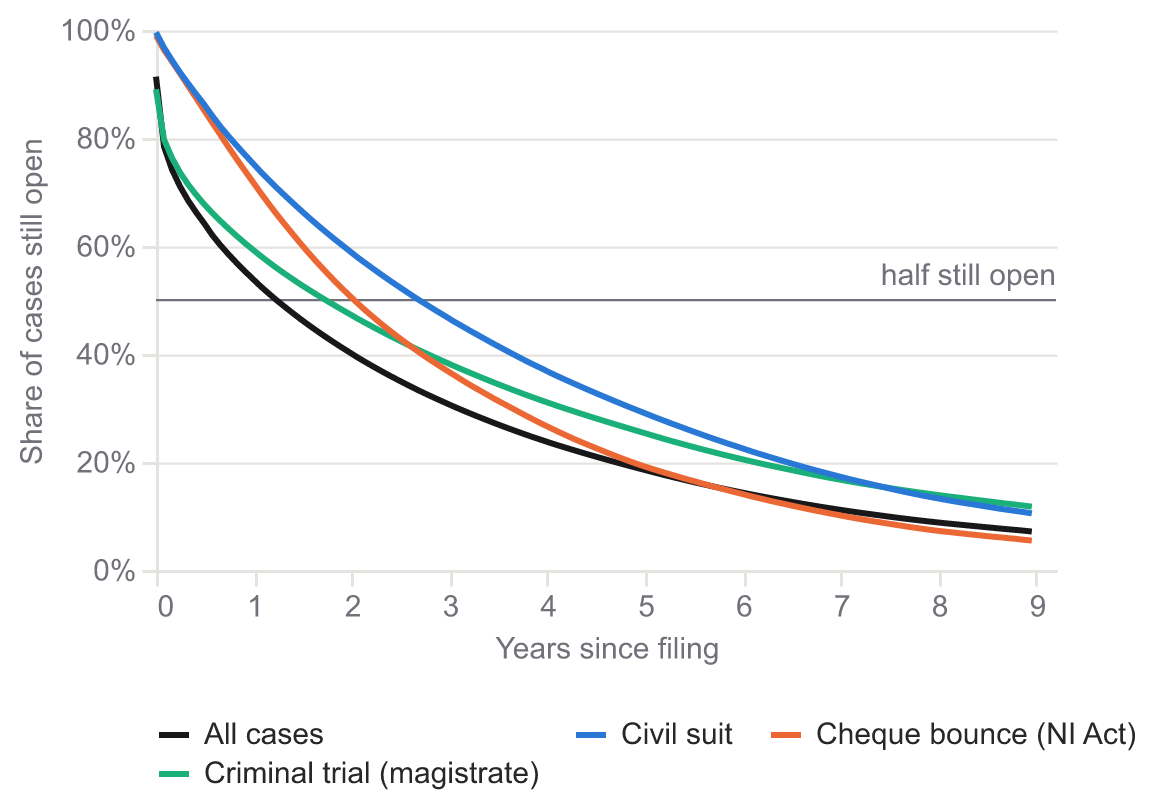 100%
80%
60%
40%
20%
0%
Share of cases still open
half still open
0 1 2 3 4 5 6 7 8 9
Years since filing
All cases
Civil suit
Cheque bounce (NI Act)
Criminal trial (magistrate)